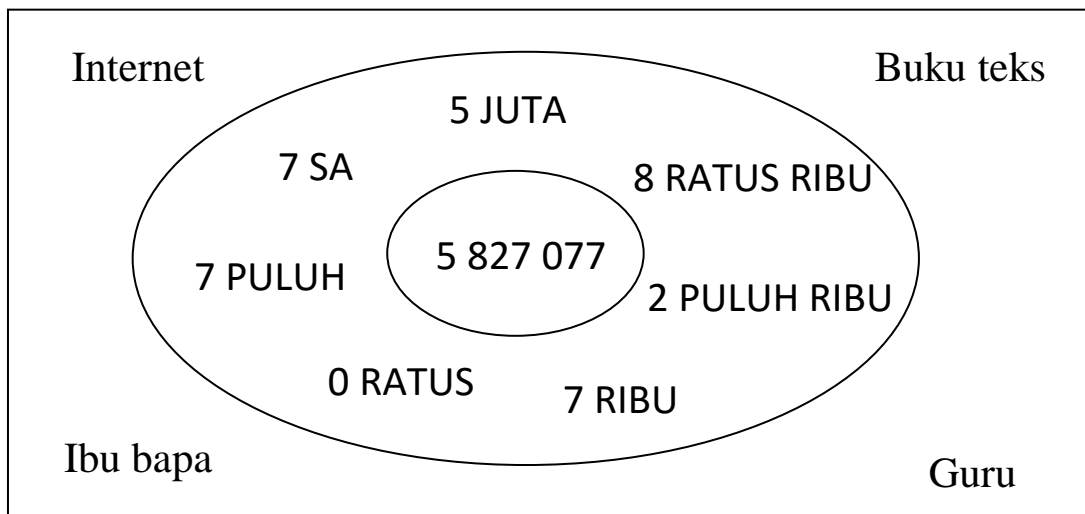 Internet
Buku teks
5 JUTA
7 SA
8 RATUS RIBU
5 827 077
7 PULUH
2 PULUH RIBU
0 RATUS
7 RIBU
Ibu bapa
Guru